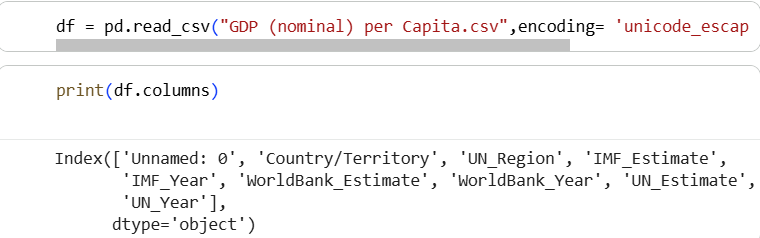 df = pd.read_csv("GDP (nominal) per Capita.csv",encoding= 'unicode_escap
print(df.columns)
Index(['Unnamed: 0', 'Country/Territory', 'UN_Region', 'IMF_Estimate',
'IMF_Year', 'WorldBank_Estimate', 'WorldBank_Year', 'UN_Estimate',
'UN_Year'],
dtype='object')